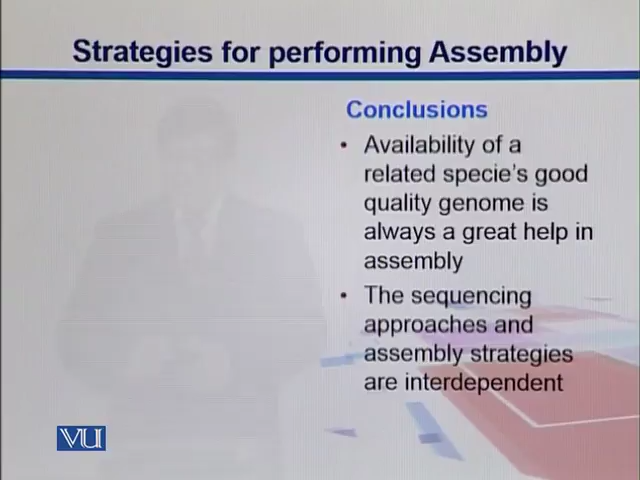 Strategies for performing Assembly
Conclusions
• Availability of a
related specie's good
quality genome is
always a great help in
assembly
• The sequencing
approaches and
assembly strategies
are interdependent
VU